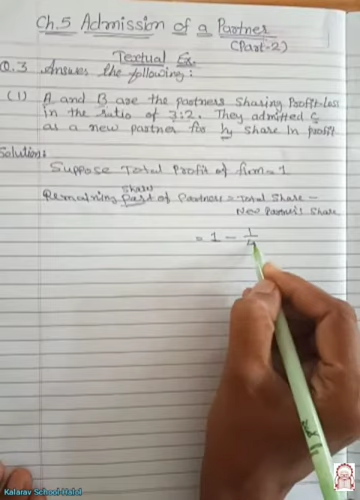 Ch.5 Admission of a Partner
(Part-2)
Textual Ex.
Q.3 Answer the following:
(1) A and B are the partners sharing Profit-loss
in the ratio of 3:2. They admitted C
as a new partner for 1/4 share in profit
Solution:
Suppose Total Profit of firm = 1
share
Remaining part of Partners = Total Share -
New Partner's Share
= 1 - 1/4
Kalarav School-Halol